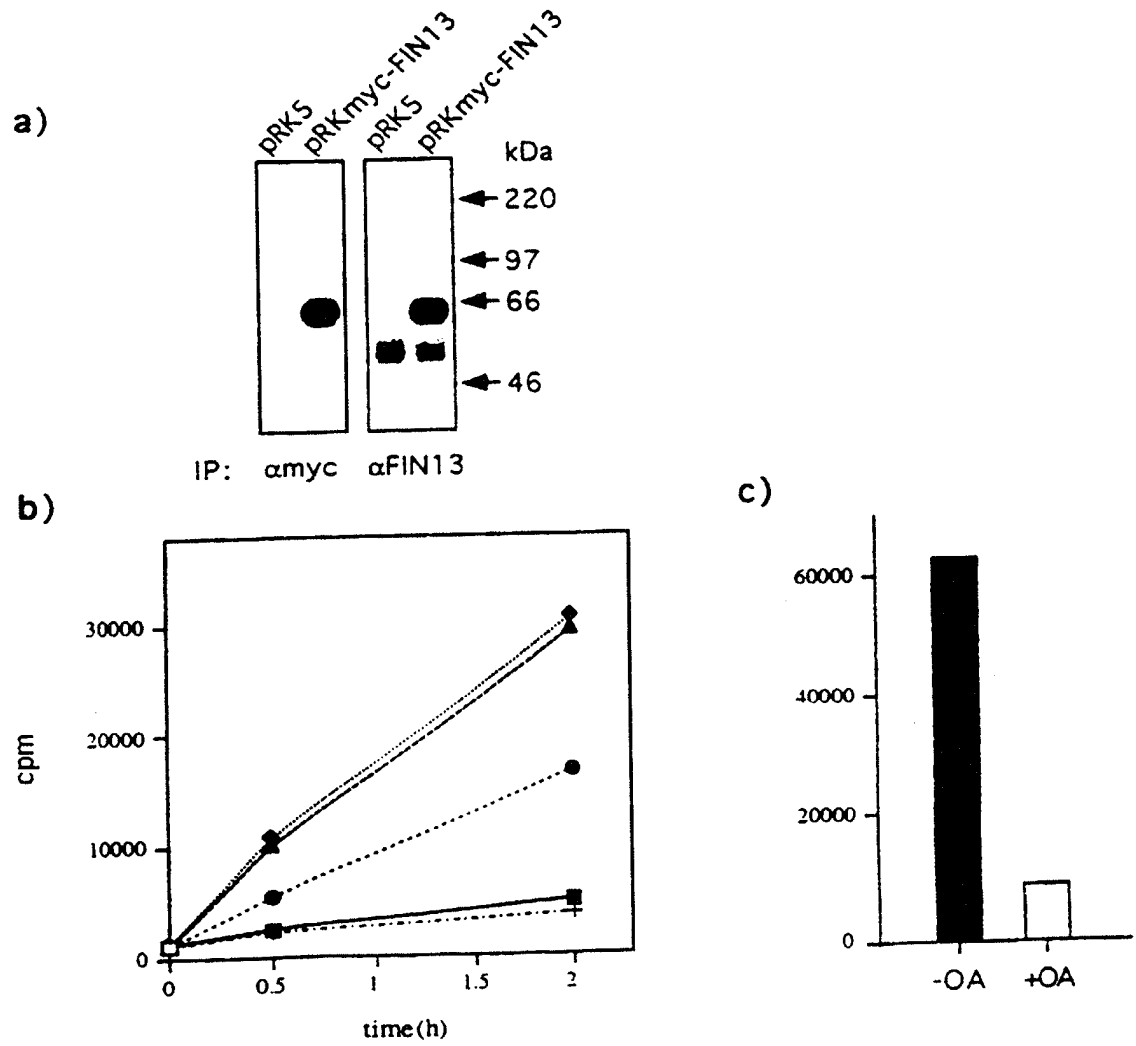 a)
pRK5
pRKmyc-FIN13
pRK5
pRKmyc-FIN13
kDa
220
97
66
46
IP: αmyc αFIN13
b)
30000
20000
10000
0
cpm
0 0.5 1 1.5 2
time(h)
c)
60000
40000
20000
0
-OA +OA